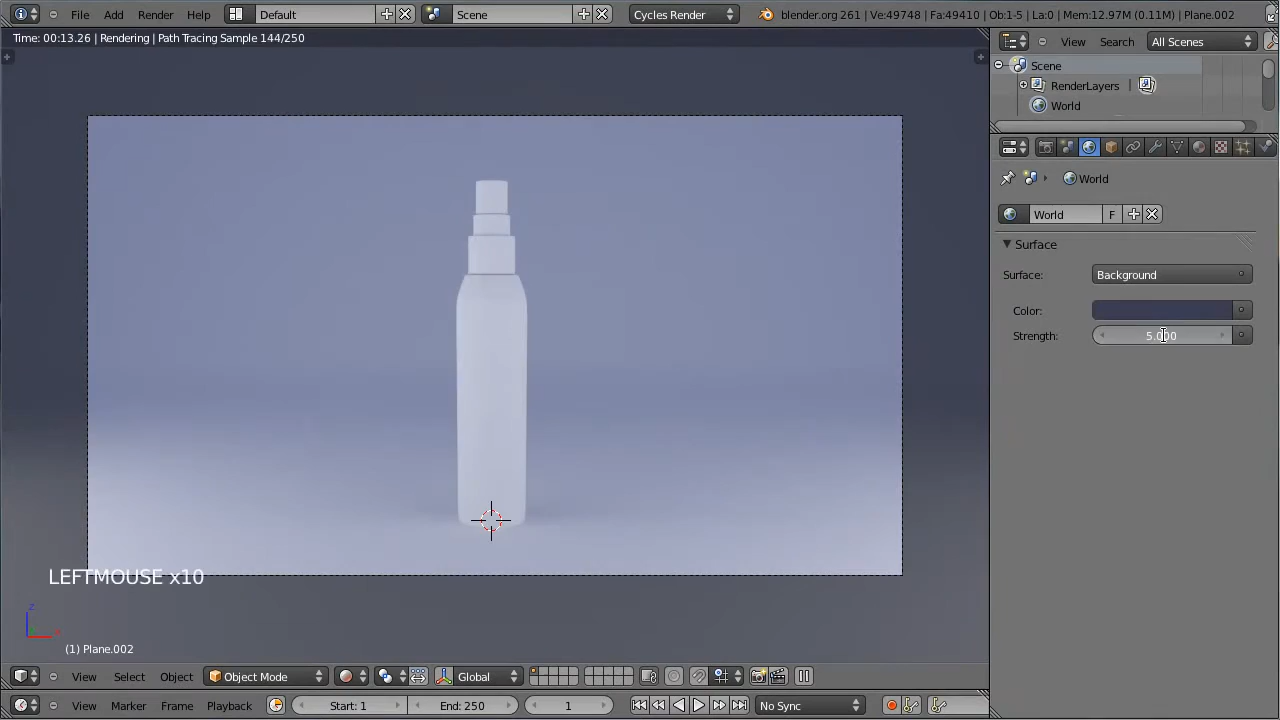 File Add Render Help Default Scene Cycles Render blender.org 261 | Ve:49748 | Fa:49410 | Ob:1-5 | La:0 | Mem:12.97M (0.11M) | Plane.002
Time: 00:13.26 | Rendering | Path Tracing Sample 144/250
View Search All Scenes
Scene
RenderLayers
World
World
World F
Surface
Surface: Background
Color:
Strength: 5.000
LEFTMOUSE x10
z
(1) Plane.002
View Select Object Object Mode Global
View Marker Frame Playback Start: 1 End: 250 1 No Sync